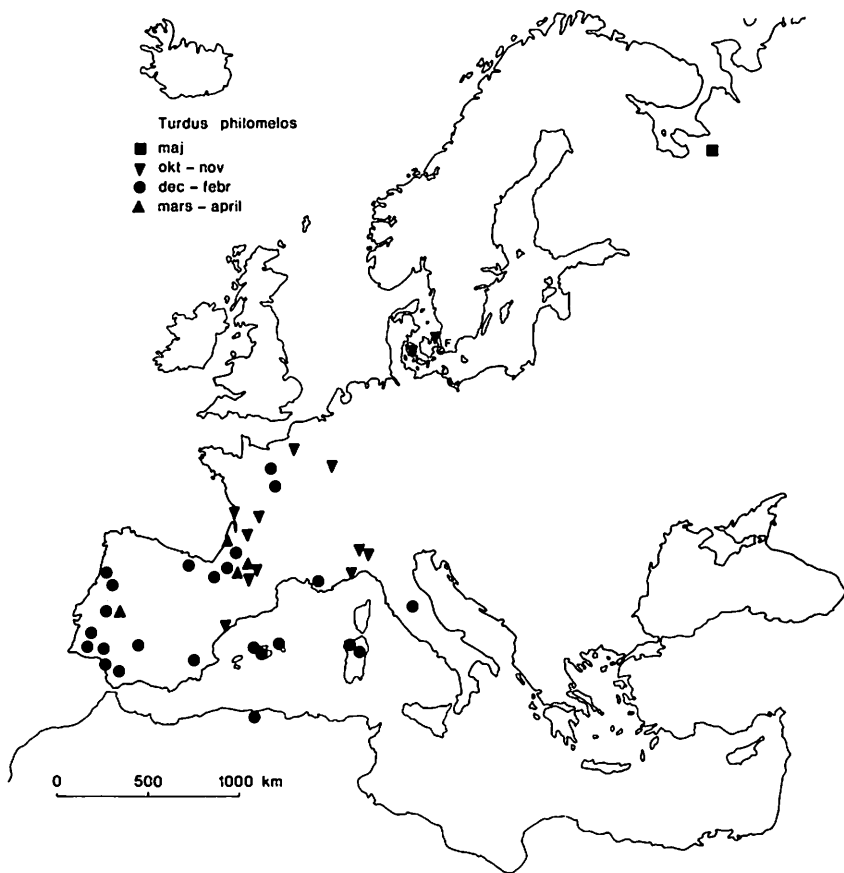 Turdus philomelos
maj
okt – nov
dec – febr
mars – april
F
0 500 1000 km